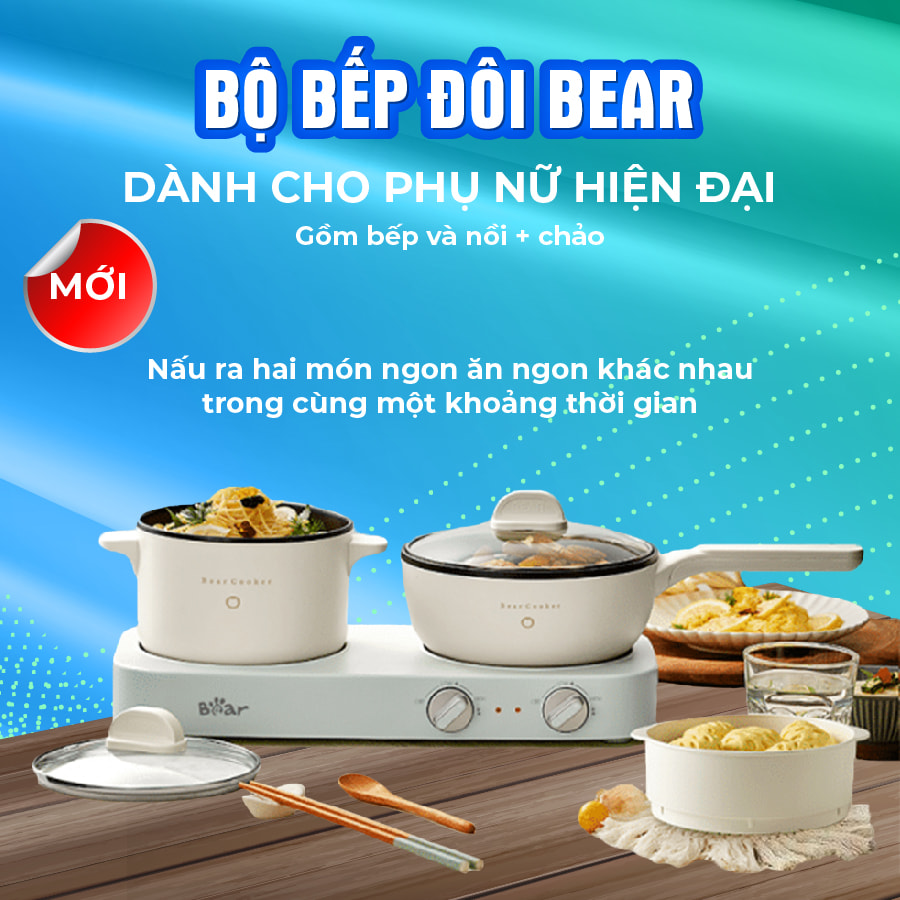 BỘ BẾP ĐÔI BEAR
DÀNH CHO PHỤ NỮ HIỆN ĐẠI
Gồm bếp và nồi + chảo
MỚI
Nấu ra hai món ngon ăn ngon khác nhau
trong cùng một khoảng thời gian
BearCooker
BearCooker
Bear